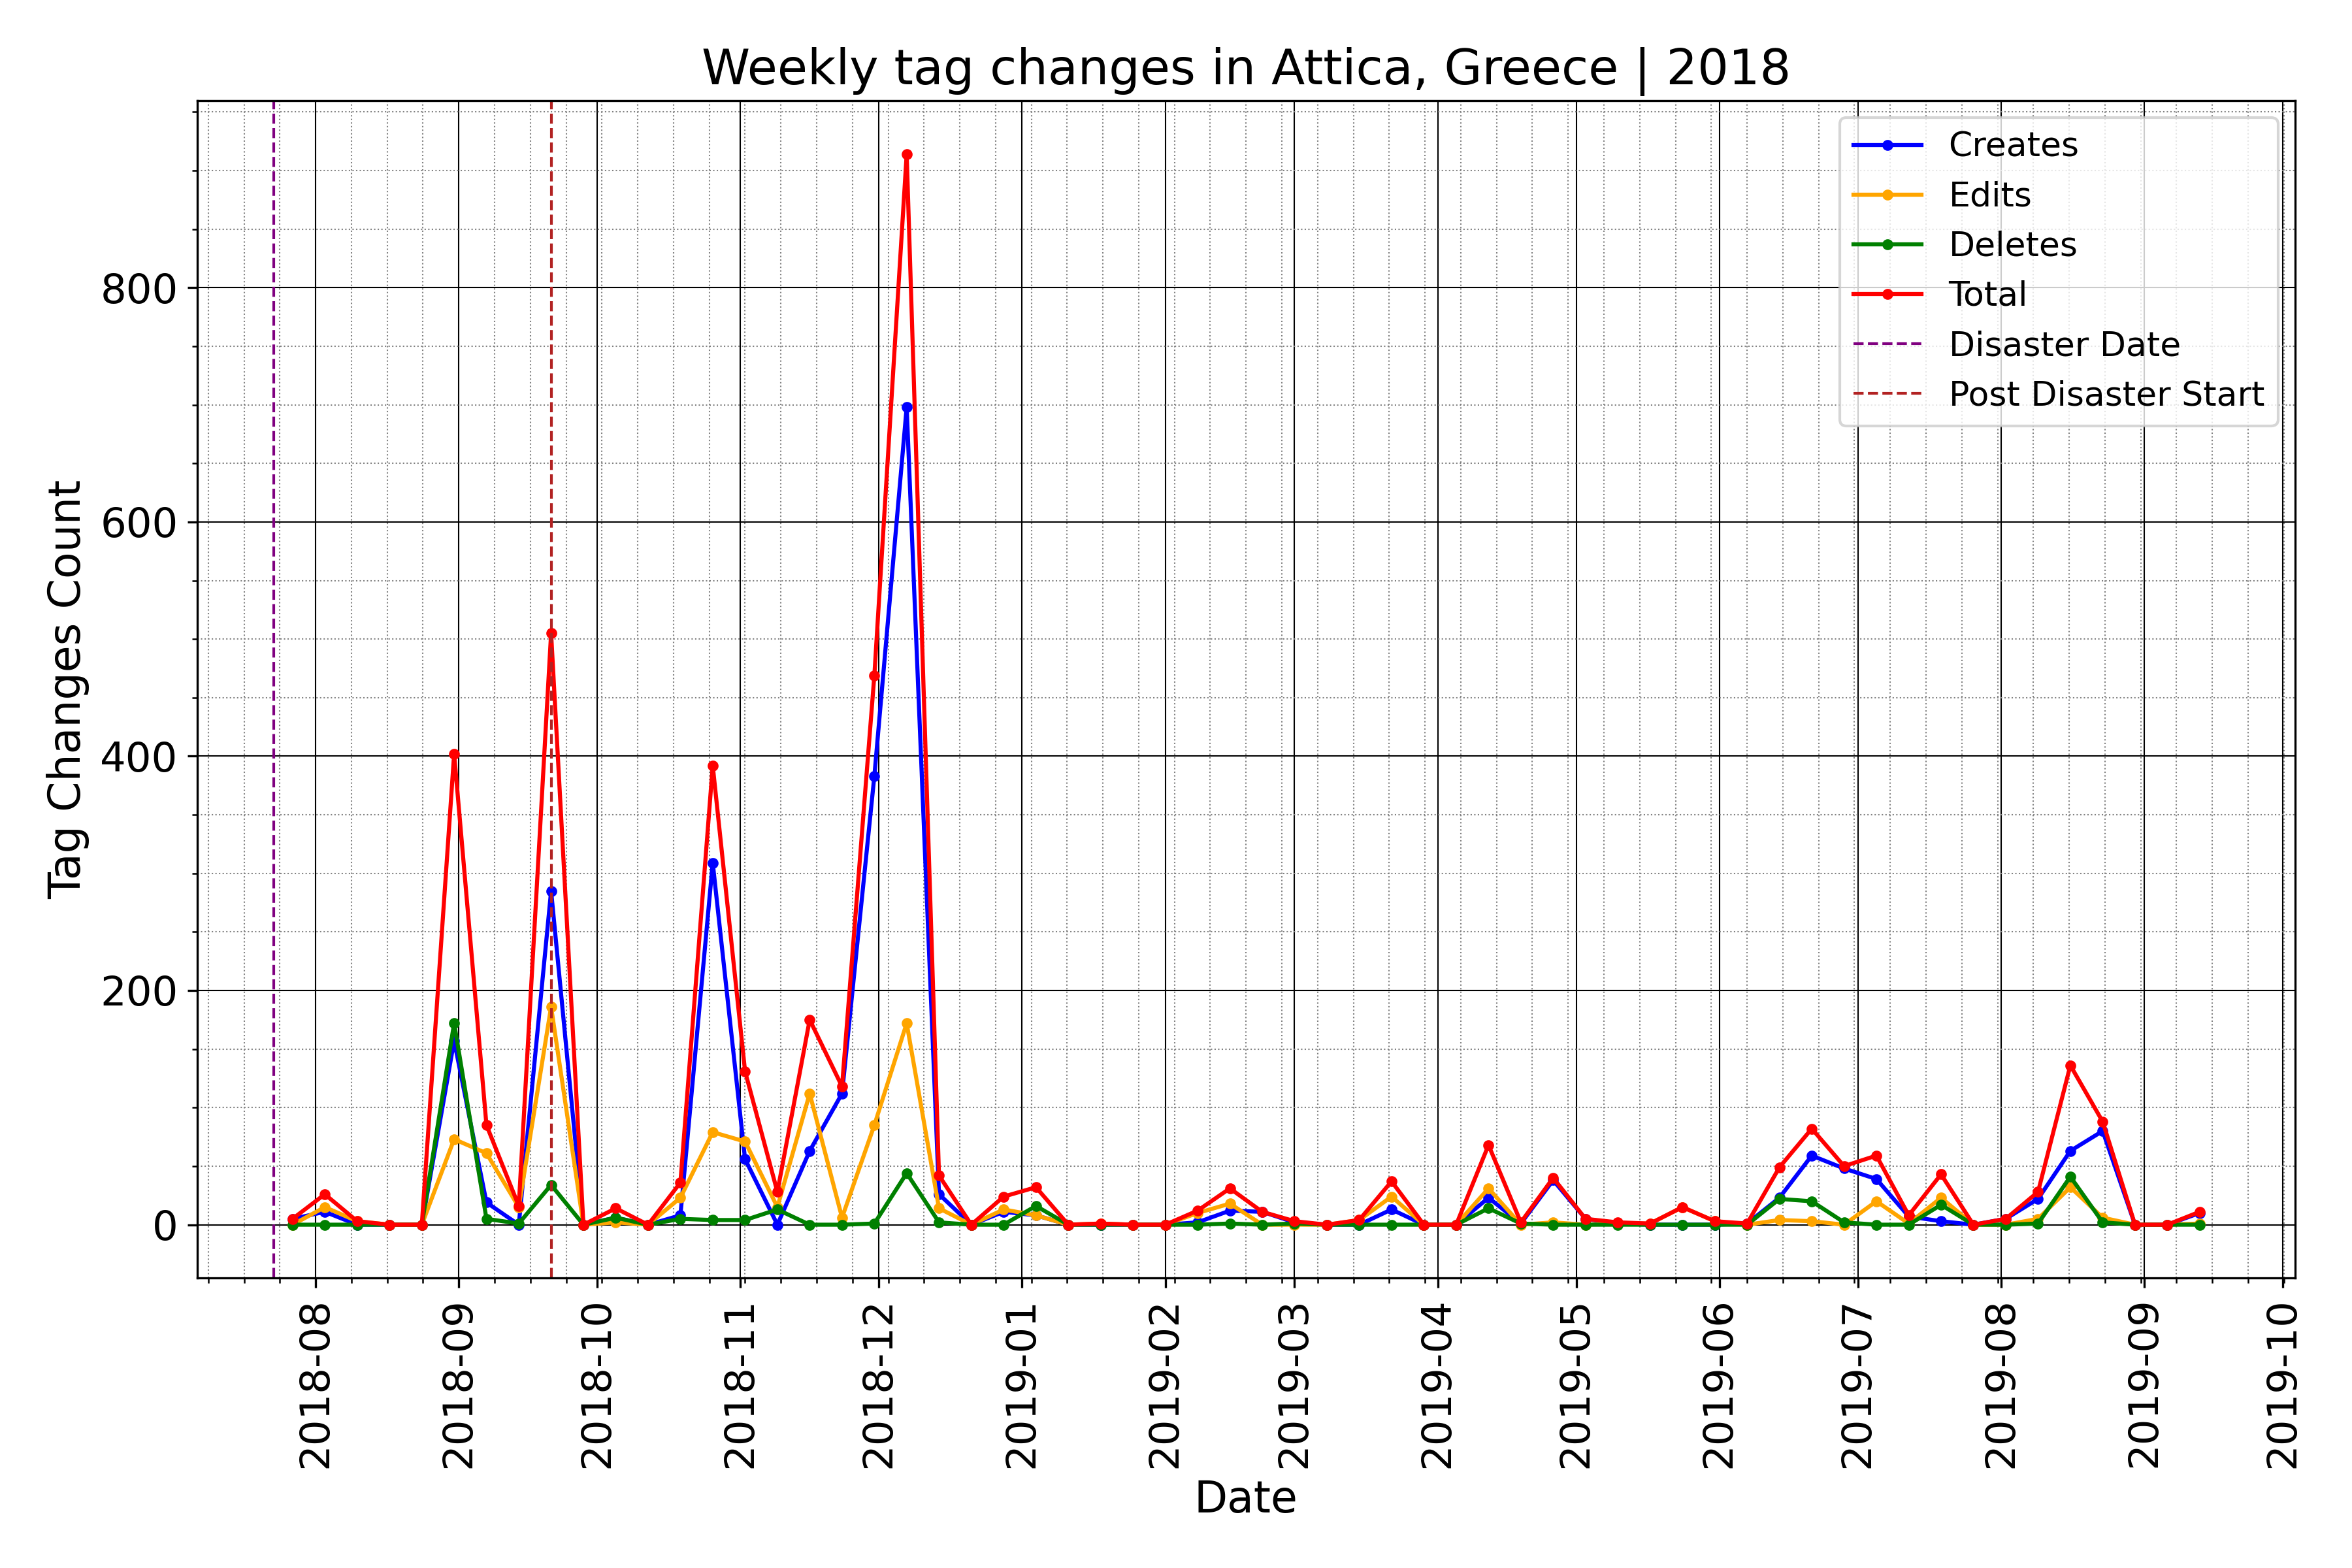 Weekly tag changes in Attica, Greece | 2018
Creates
Edits
Deletes
Total
Disaster Date
Post Disaster Start
Tag Changes Count
800
600
400
200
0
2018-08
2018-09
2018-10
2018-11
2018-12
2019-01
2019-02
2019-03
2019-04
2019-05
2019-06
2019-07
2019-08
2019-09
2019-10
Date